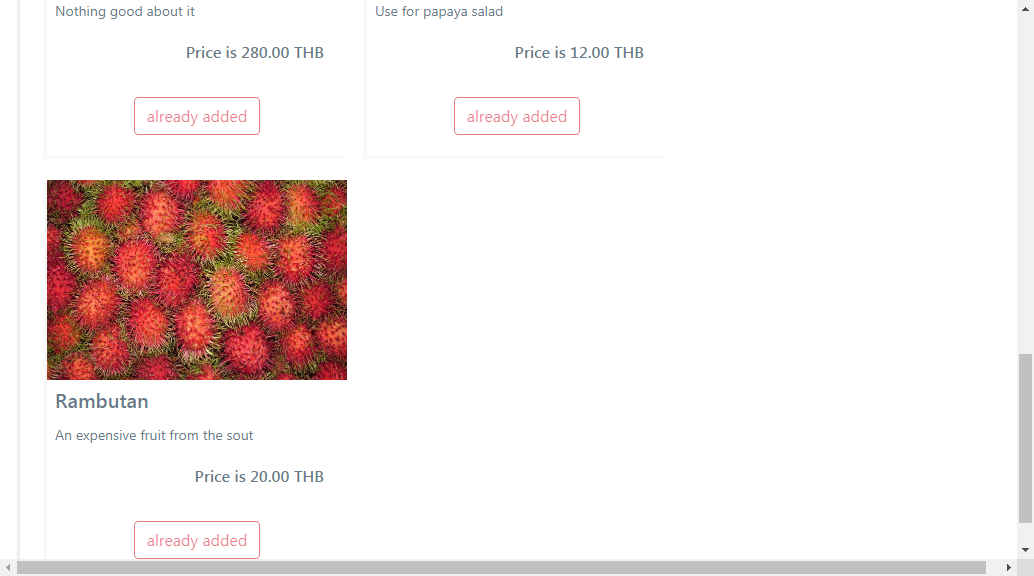 Nothing good about it
Price is 280.00 THB
already added
Use for papaya salad
Price is 12.00 THB
already added
Rambutan
An expensive fruit from the sout
Price is 20.00 THB
already added